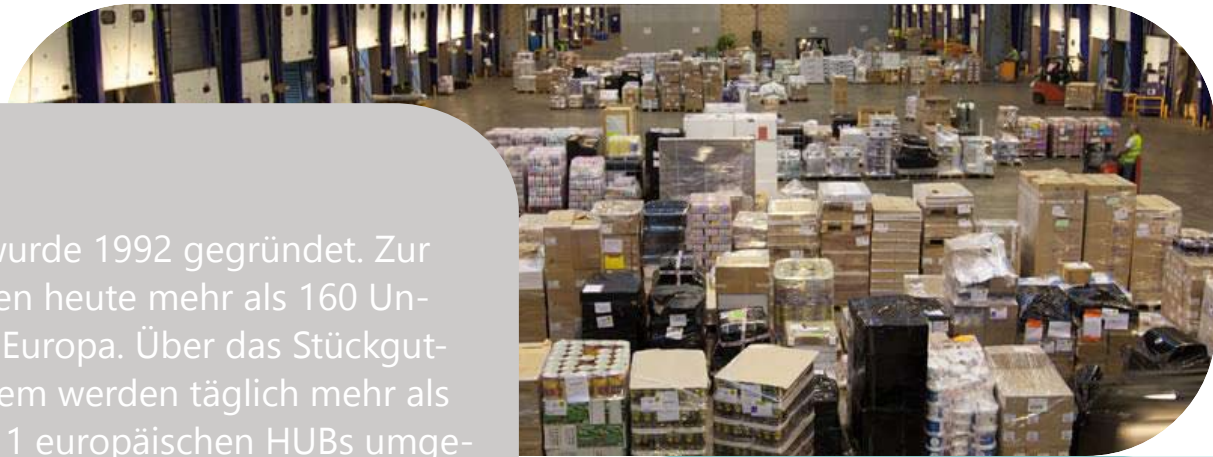 wurde 1992 gegründet. Zur
en heute mehr als 160 Un-
Europa. Über das Stückgut-
em werden täglich mehr als
1 europäischen HUBs umge-